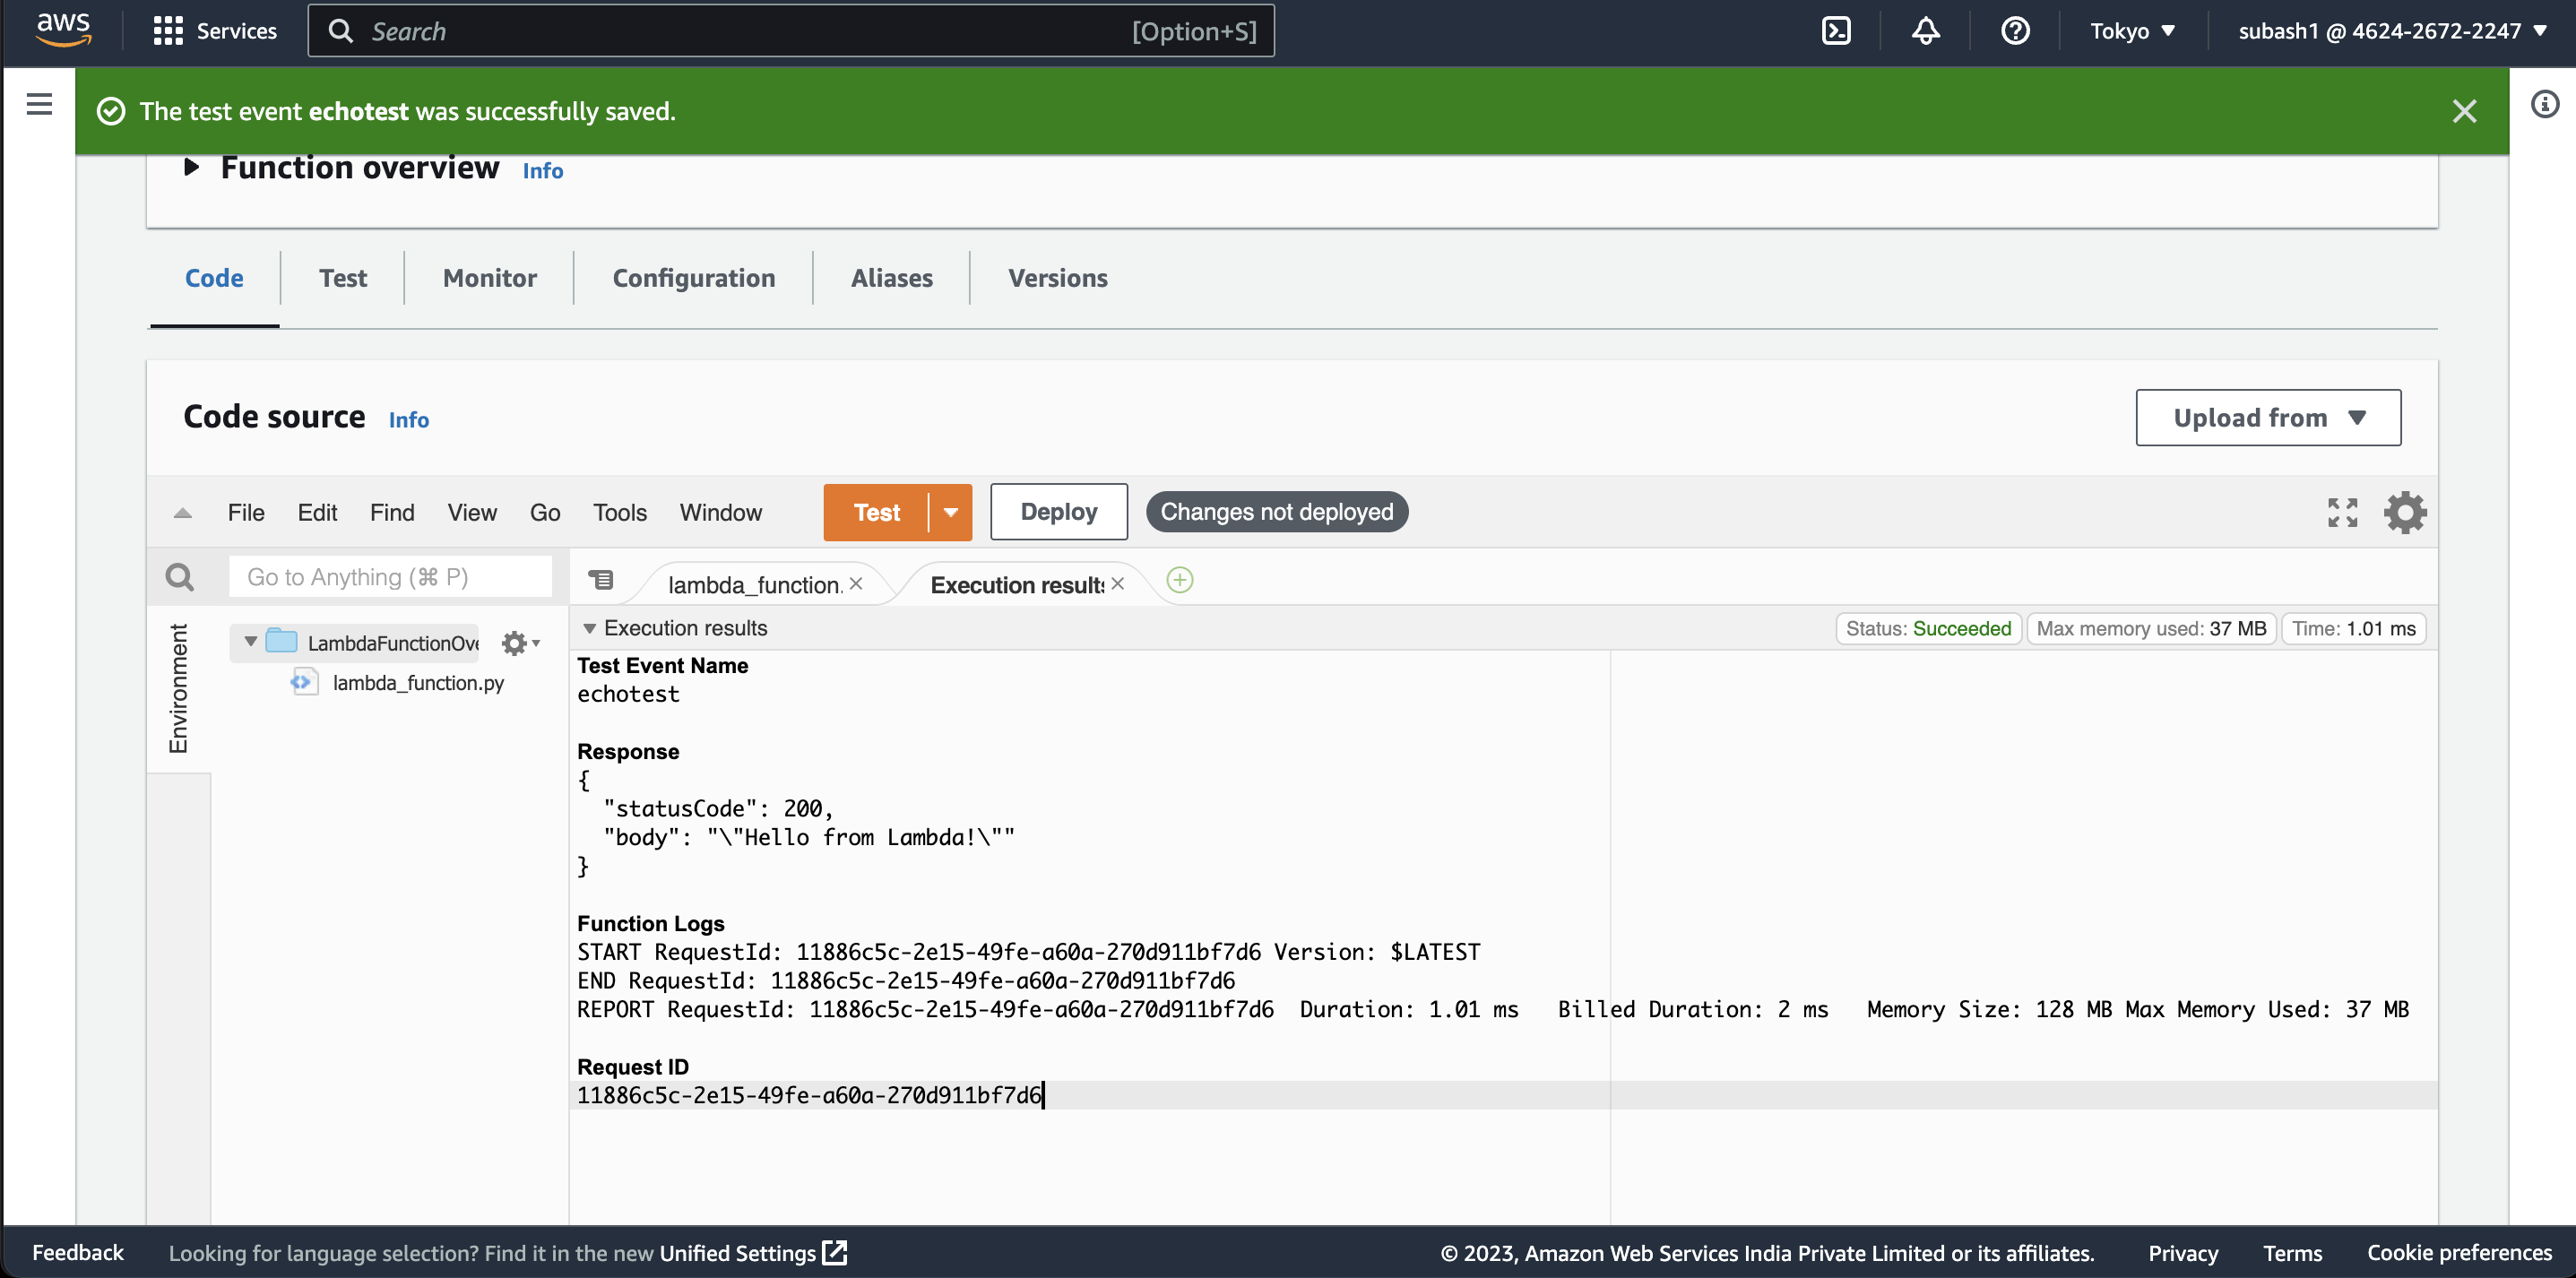 aws Services Search [Option+S] Tokyo subash1 @ 4624-2672-2247
The test event echotest was successfully saved.
Function overview Info
Code Test Monitor Configuration Aliases Versions
Code source Info Upload from
File Edit Find View Go Tools Window Test Deploy Changes not deployed
Go to Anything (⌘ P) lambda_function. Execution results
Execution results Status: Succeeded Max memory used: 37 MB Time: 1.01 ms
Environment
LambdaFunctionOve
lambda_function.py
Test Event Name
echotest
Response
{
"statusCode": 200,
"body": "\"Hello from Lambda!\""
}
Function Logs
START RequestId: 11886c5c-2e15-49fe-a60a-270d911bf7d6 Version: $LATEST
END RequestId: 11886c5c-2e15-49fe-a60a-270d911bf7d6
REPORT RequestId: 11886c5c-2e15-49fe-a60a-270d911bf7d6 Duration: 1.01 ms Billed Duration: 2 ms Memory Size: 128 MB Max Memory Used: 37 MB
Request ID
11886c5c-2e15-49fe-a60a-270d911bf7d6
Feedback Looking for language selection? Find it in the new Unified Settings © 2023, Amazon Web Services India Private Limited or its affiliates. Privacy Terms Cookie preferences